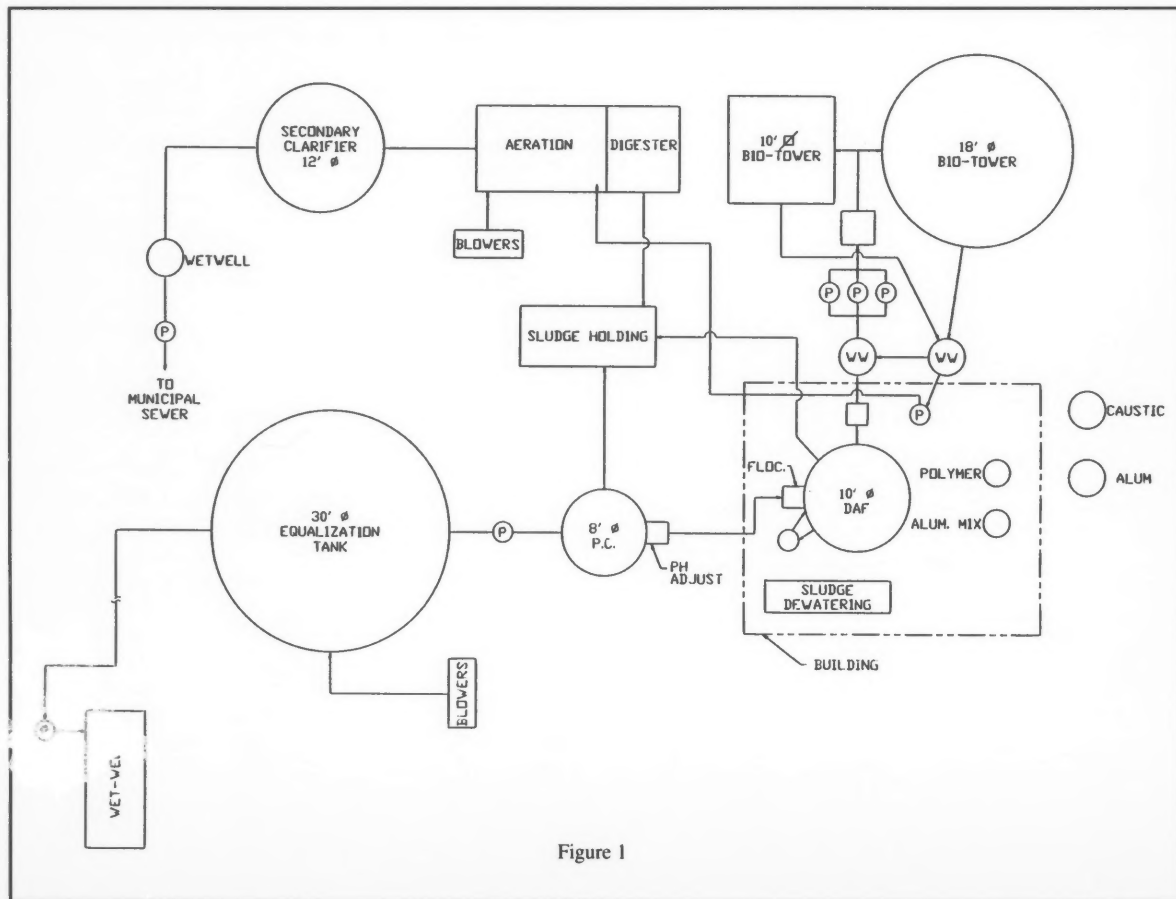 SECONDARY
CLARIFIER
12' ø
AERATION
DIGESTER
10' □
BIO-TOWER
18' ø
BIO-TOWER
BLOWERS
WETWELL
P
P
P
P
SLUDGE HOLDING
WW
WW
TO
MUNICIPAL
SEWER
P
CAUSTIC
FLOC.
POLYMER
ALUM
30' ø
EQUALIZATION
TANK
P
8' ø
P.C.
10' ø
DAF
ALUM. MIX
PH
ADJUST
SLUDGE
DEWATERING
BUILDING
BLOWERS
Figure 1